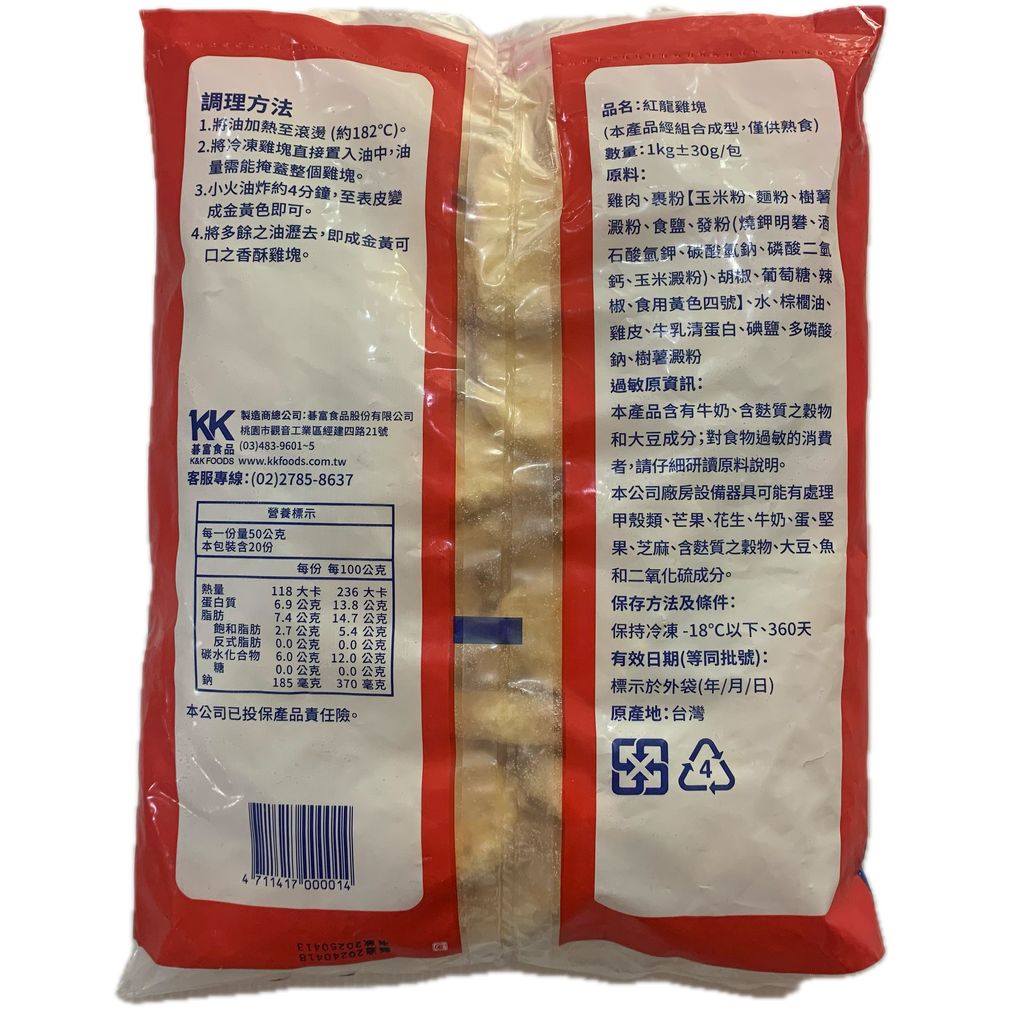 調理方法
1.將油加熱至滾燙 (約182°C)。
2.將冷凍雞塊直接置入油中,油
量需能掩蓋整個雞塊。
3.小火油炸約4分鐘,至表皮變
成金黃色即可。
4.將多餘之油瀝去,即成金黃可
口之香酥雞塊。
KK
碁富食品
K&K FOODS
製造商總公司:碁富食品股份有限公司
桃園市觀音工業區經建四路21號
(03)483-9601~5
www.kkfoods.com.tw
客服專線:(02)2785-8637
營養標示
每一份量50公克
本包裝含20份
每份 每100公克
熱量 118 大卡 236 大卡
蛋白質 6.9 公克 13.8 公克
脂肪 7.4 公克 14.7 公克
飽和脂肪 2.7 公克 5.4 公克
反式脂肪 0.0 公克 0.0 公克
碳水化合物 6.0 公克 12.0 公克
糖 0.0 公克 0.0 公克
鈉 185 毫克 370 毫克
本公司已投保產品責任險。
4 711417 000014
品名:紅龍雞塊
(本產品經組合成型,僅供熟食)
數量:1kg±30g/包
原料:
雞肉、裹粉【玉米粉、麵粉、樹薯
澱粉、食鹽、發粉(燒鉀明礬、酒
石酸氫鉀、碳酸氫鈉、磷酸二氫
鈣、玉米澱粉)、胡椒、葡萄糖、辣
椒、食用黃色四號】、水、棕櫚油、
雞皮、牛乳清蛋白、碘鹽、多磷酸
鈉、樹薯澱粉
過敏原資訊:
本產品含有牛奶、含麩質之穀物
和大豆成分;對食物過敏的消費
者,請仔細研讀原料說明。
本公司廠房設備器具可能有處理
甲殼類、芒果、花生、牛奶、蛋、堅
果、芝麻、含麩質之穀物、大豆、魚
和二氧化硫成分。
保存方法及條件:
保持冷凍 -18°C以下、360天
有效日期(等同批號):
標示於外袋(年/月/日)
原產地:台灣
4
製造20240418
有效20250413